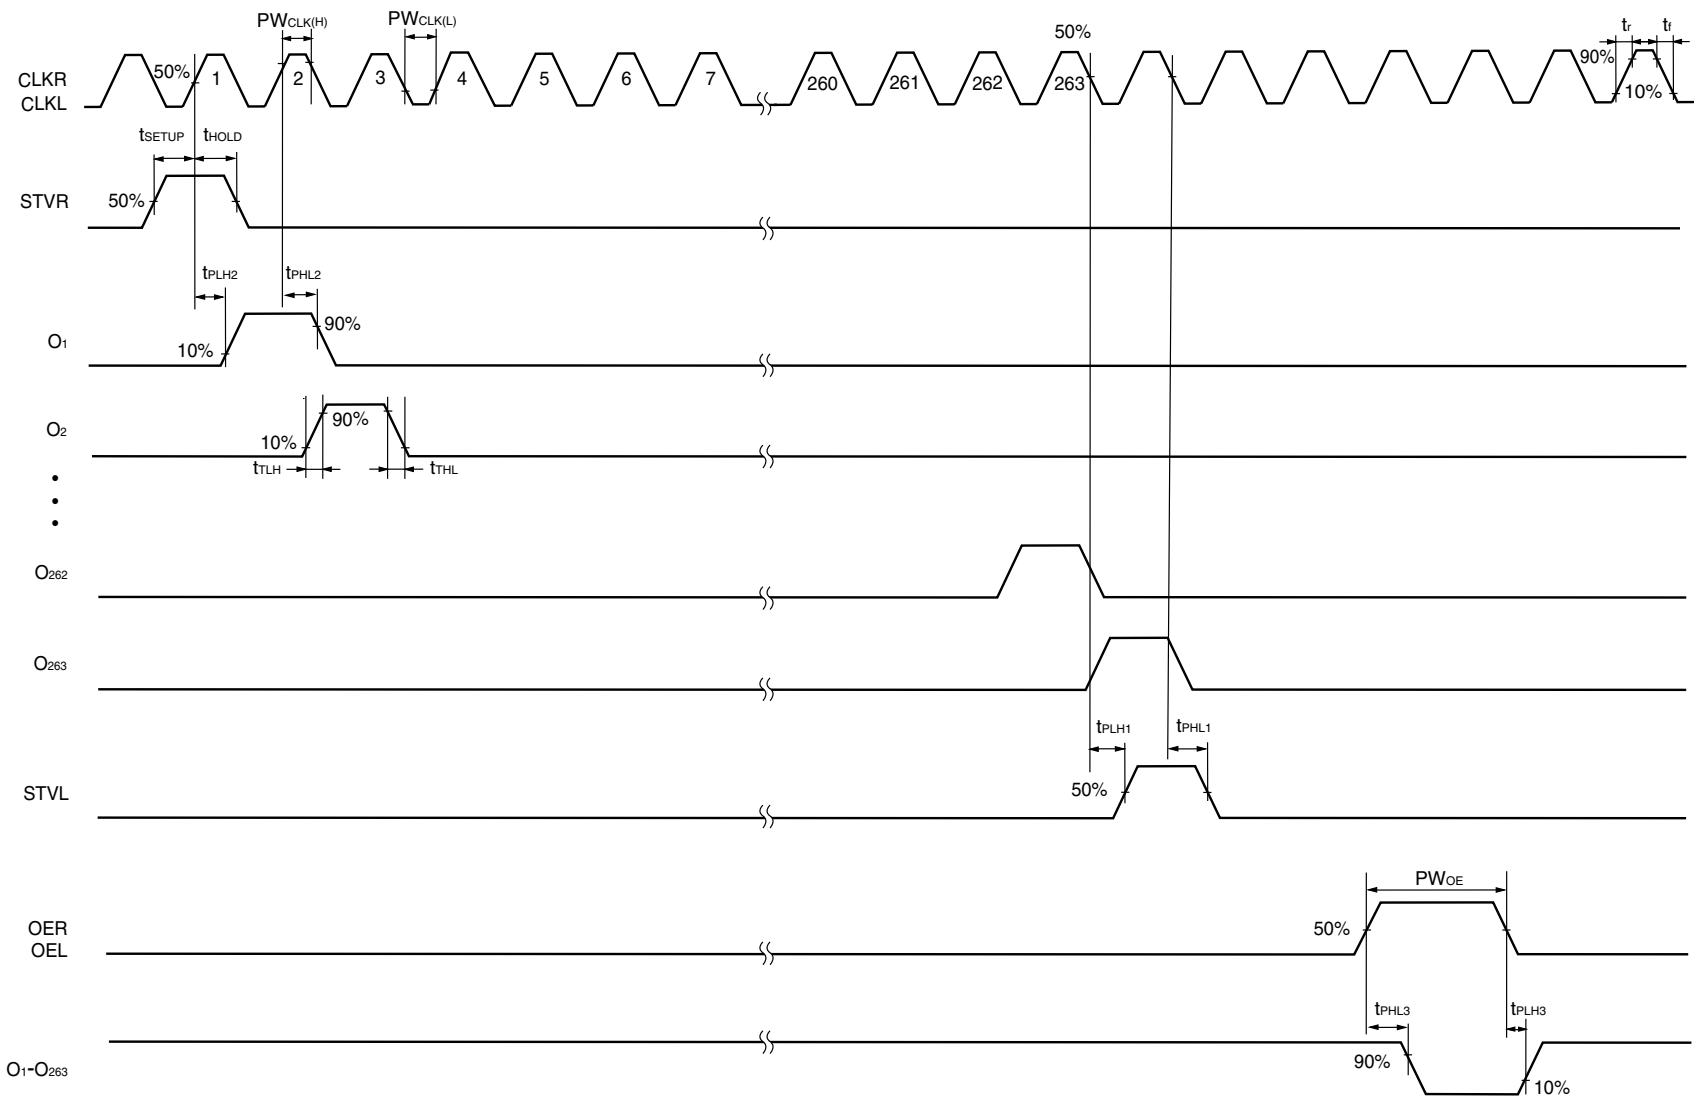 PWCLK(H) PWCLK(L) 50% tr tf
CLKR 50% 1 2 3 4 5 6 7 260 261 262 263 90%
CLKL 10%
tSETUP tHOLD
STVR 50%
tPLH2 tPHL2
90%
O1 10%
90%
O2 10%
tTLH tTHL
O262
O263
tPLH1 tPHL1
STVL 50%
PWOE
OER 50%
OEL
tPHL3 tPLH3
O1-O263 90%
10%